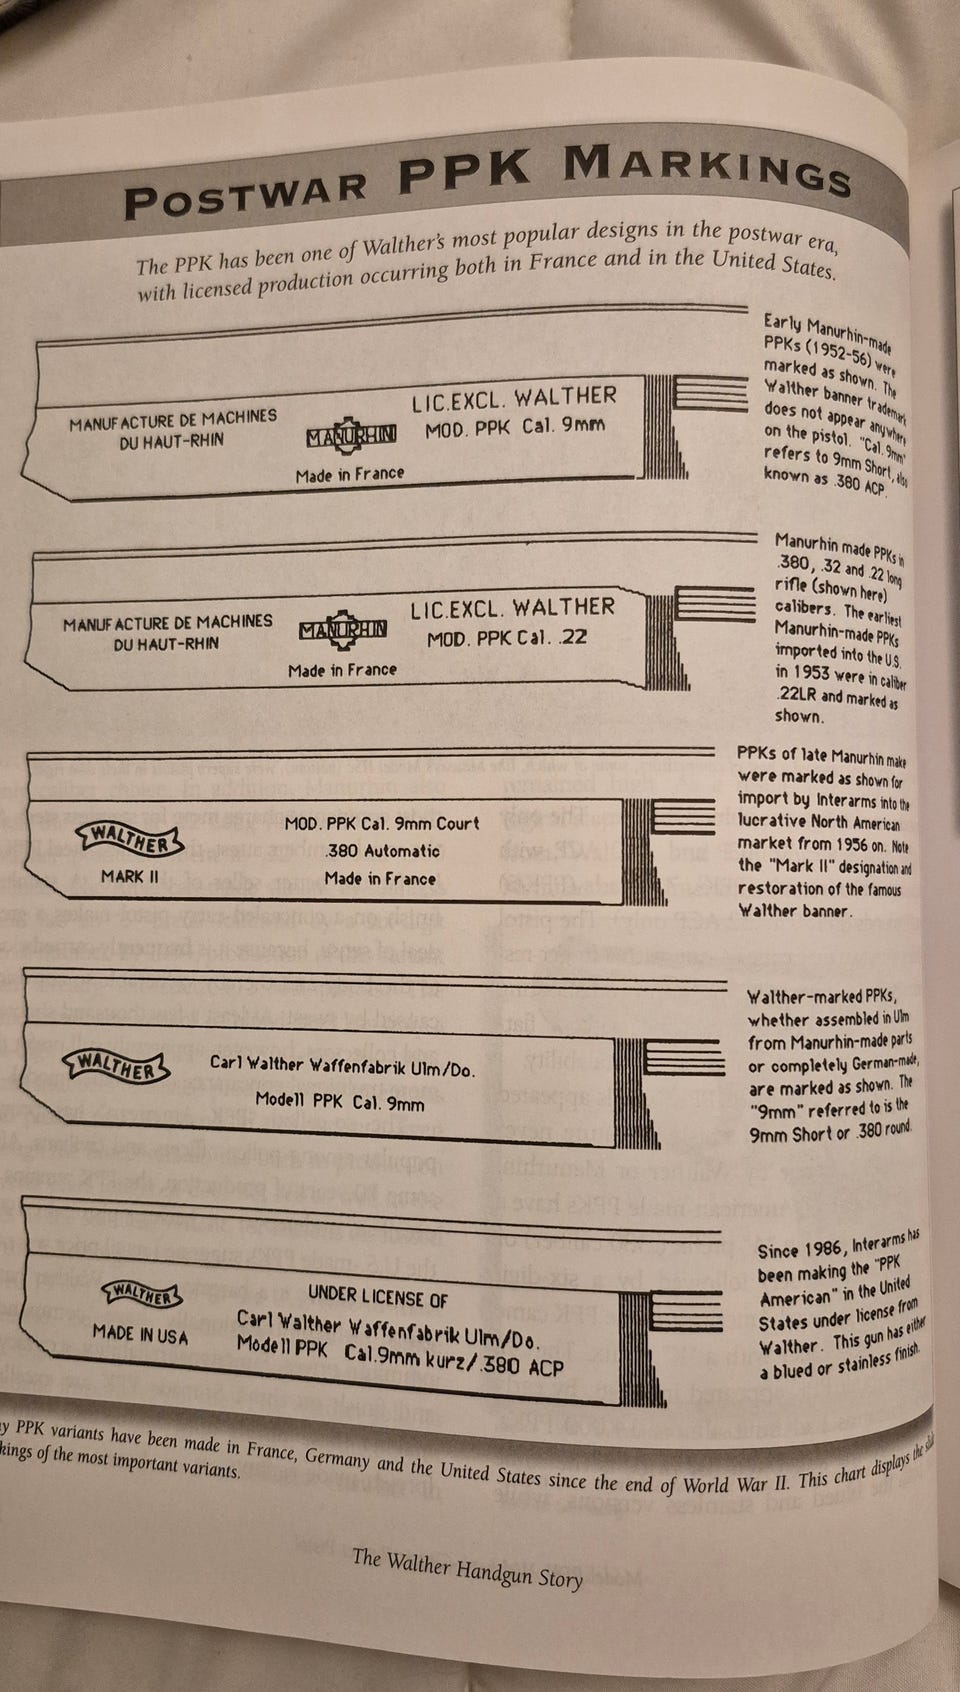 POSTWAR PPK MARKINGS
The PPK has been one of Walther's most popular designs in the postwar era,
with licensed production occurring both in France and in the United States.
MANUFACTURE DE MACHINES
DU HAUT-RHIN
MANURHIN
Made in France
LIC.EXCL. WALTHER
MOD. PPK Cal. 9mm
Early Manurhin-made
PPKs (1952-56) were
marked as shown. The
Walther banner trademark
does not appear anywhere
on the pistol. "Cal. 9mm"
refers to 9mm Short, also
known as .380 ACP.
MANUFACTURE DE MACHINES
DU HAUT-RHIN
MANURHIN
Made in France
LIC.EXCL. WALTHER
MOD. PPK Cal. .22
Manurhin made PPKs in
.380, .32 and .22 long
rifle (shown here)
calibers. The earliest
Manurhin-made PPKs
imported into the U.S.
in 1953 were in caliber
.22LR and marked as
shown.
WALTHER
MARK II
MOD. PPK Cal. 9mm Court
.380 Automatic
Made in France
PPKs of late Manurhin make
were marked as shown for
import by Interarms into the
lucrative North American
market from 1956 on. Note
the "Mark II" designation and
restoration of the famous
Walther banner.
WALTHER
Carl Walther Waffenfabrik Ulm/Do.
Modell PPK Cal. 9mm
Walther-marked PPKs,
whether assembled in Ulm
from Manurhin-made parts
or completely German-made,
are marked as shown. The
"9mm" referred to is the
9mm Short or .380 round.
WALTHER
MADE IN USA
UNDER LICENSE OF
Carl Walther Waffenfabrik Ulm/Do.
Modell PPK Cal.9mm kurz/.380 ACP
Since 1986, Interarms has
been making the "PPK
American" in the United
States under license from
Walther. This gun has either
a blued or stainless finish.
PPK variants have been made in France, Germany and the United States since the end of World War II. This chart displays the
of the most important variants.
The Walther Handgun Story